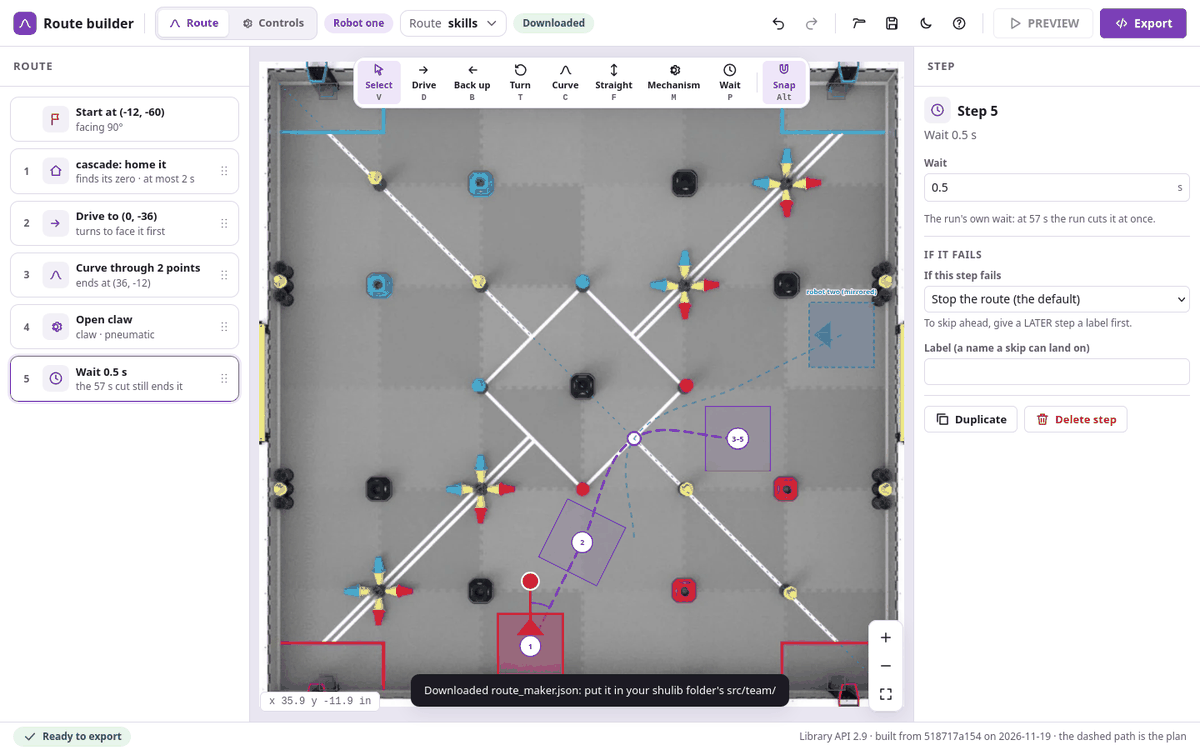 Route builder
Route
Controls
Robot one
Route skills
Downloaded
PREVIEW
Export
ROUTE
Start at (-12, -60)
facing 90°
1
cascade: home it
finds its zero · at most 2 s
2
Drive to (0, -36)
turns to face it first
3
Curve through 2 points
ends at (36, -12)
4
Open claw
claw · pneumatic
5
Wait 0.5 s
the 57 s cut still ends it
Select
V
Drive
D
Back up
B
Turn
T
Curve
C
Straight
F
Mechanism
M
Wait
P
Snap
Alt
robot two (mirrored)
3-5
2
1
x 35.9 y -11.9 in
Downloaded route_maker.json: put it in your shulib folder's src/team/
STEP
Step 5
Wait 0.5 s
Wait
0.5
s
The run's own wait: at 57 s the run cuts it at once.
IF IT FAILS
If this step fails
Stop the route (the default)
To skip ahead, give a LATER step a label first.
Label (a name a skip can land on)
Duplicate
Delete step
Ready to export
Library API 2.9 · built from 518717a154 on 2026-11-19 · the dashed path is the plan